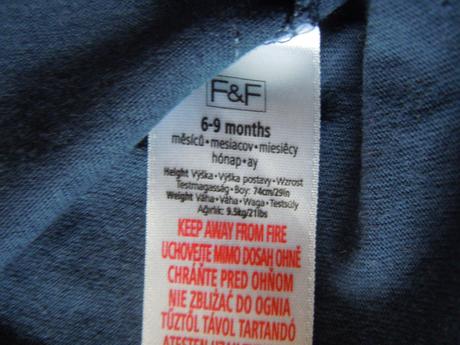 F&F
6-9 months
měsíců•mesiacov•miesięcy
hónap•ay
Height Výška•Výška postavy•Wzrost
Testmagasság•Boy: 74cm/29in
Weight Váha•Váha•Waga•Testsúly
Ağırlık: 9.5kg/21lbs
KEEP AWAY FROM FIRE
UCHOVEJTE MIMO DOSAH OHNĚ
CHRÁŇTE PRED OHŇOM
NIE ZBLIŻAĆ DO OGNIA
TŰZTŐL TÁVOL TARTANDÓ
ATEŞTEN UZAK